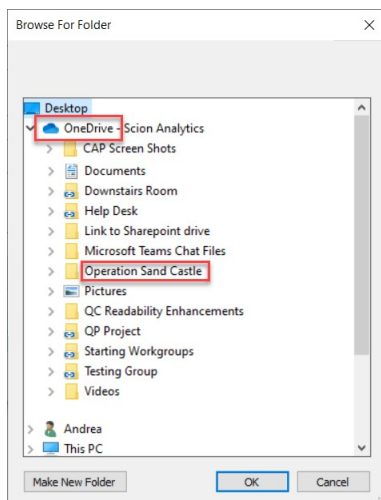 Browse For Folder
Desktop
OneDrive - Scion Analytics
CAP Screen Shots
Documents
Downstairs Room
Help Desk
Link to Sharepoint drive
Microsoft Teams Chat Files
Operation Sand Castle
Pictures
QC Readability Enhancements
QP Project
Starting Workgroups
Testing Group
Videos
Andrea
This PC
Make New Folder OK Cancel